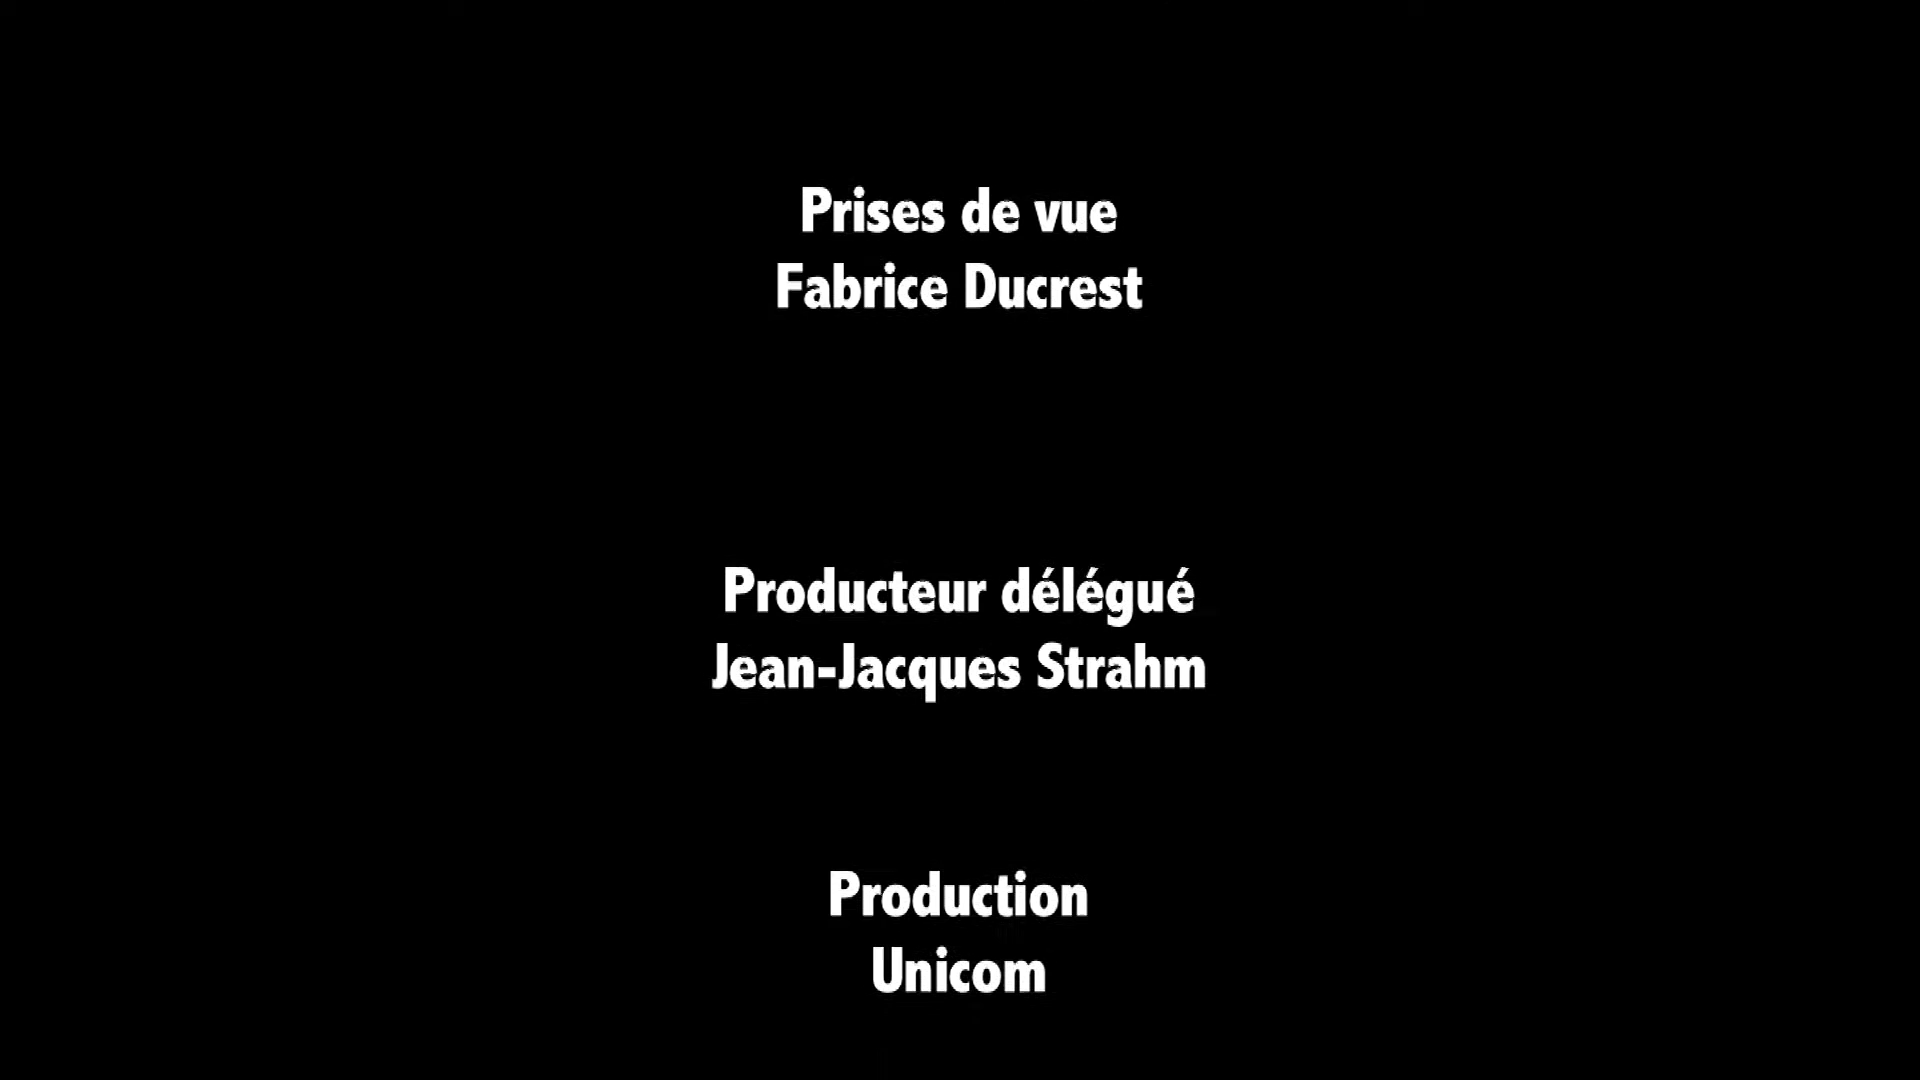 Prises de vue
Fabrice Ducrest
Producteur délégué
Jean-Jacques Strahm
Production
Unicom